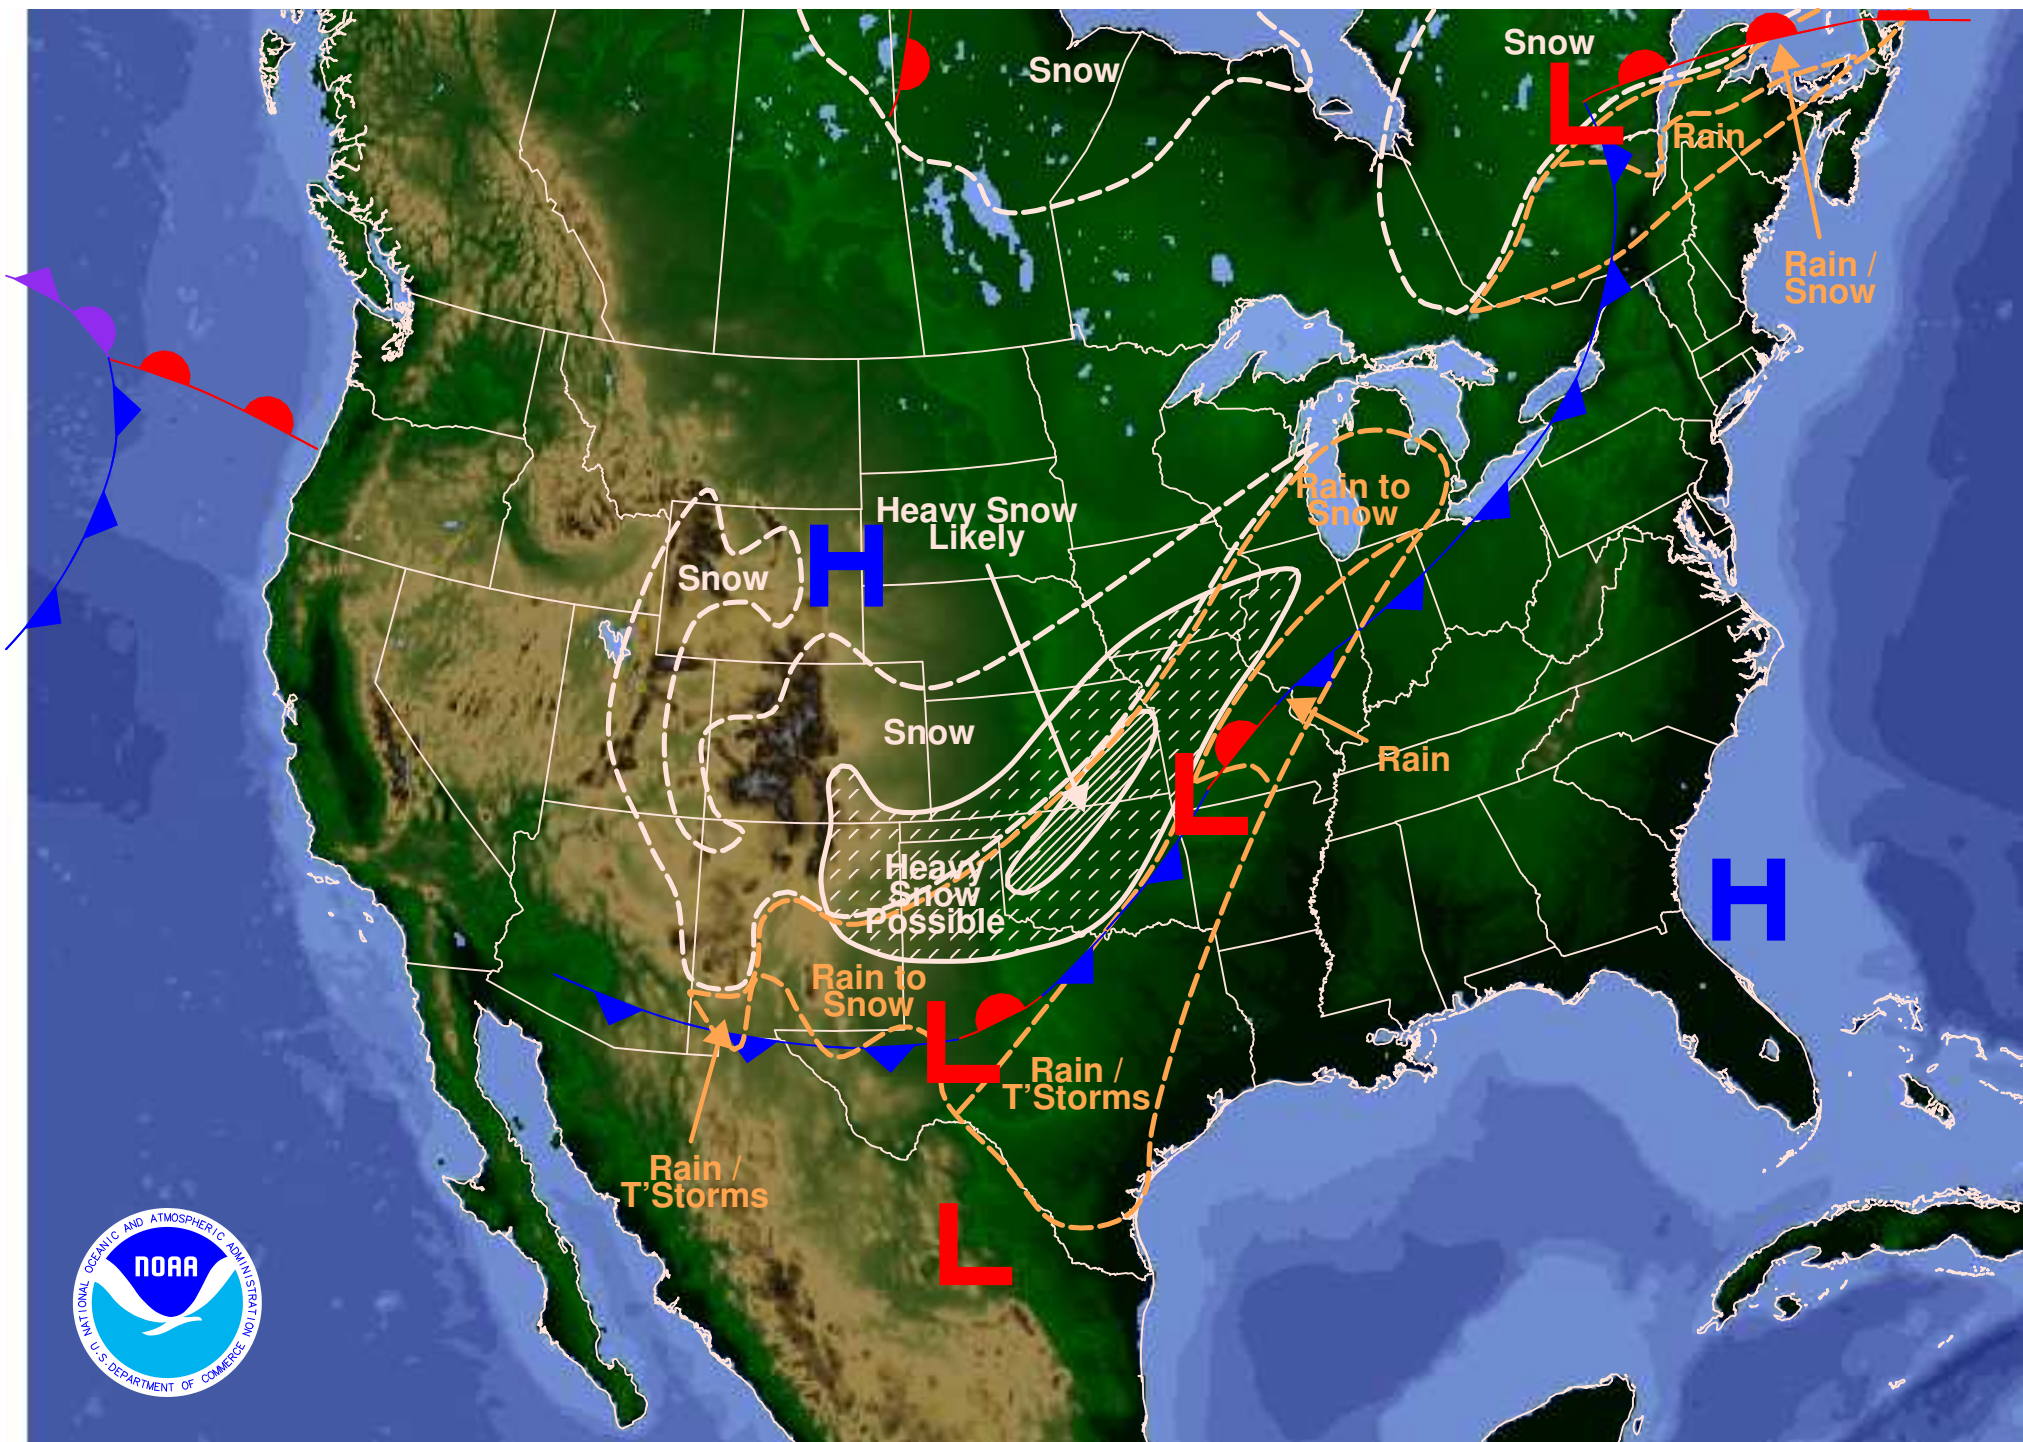 Snow
Snow
L
Rain
Rain /
Snow
Rain to
Snow
Heavy Snow
Likely
H
Snow
Snow
L
Rain
Heavy
Snow
Possible
H
Rain to
Snow
L
Rain /
T'Storms
Rain /
T'Storms
L
NATIONAL OCEANIC AND ATMOSPHERIC ADMINISTRATION
NOAA
U.S. DEPARTMENT OF COMMERCE